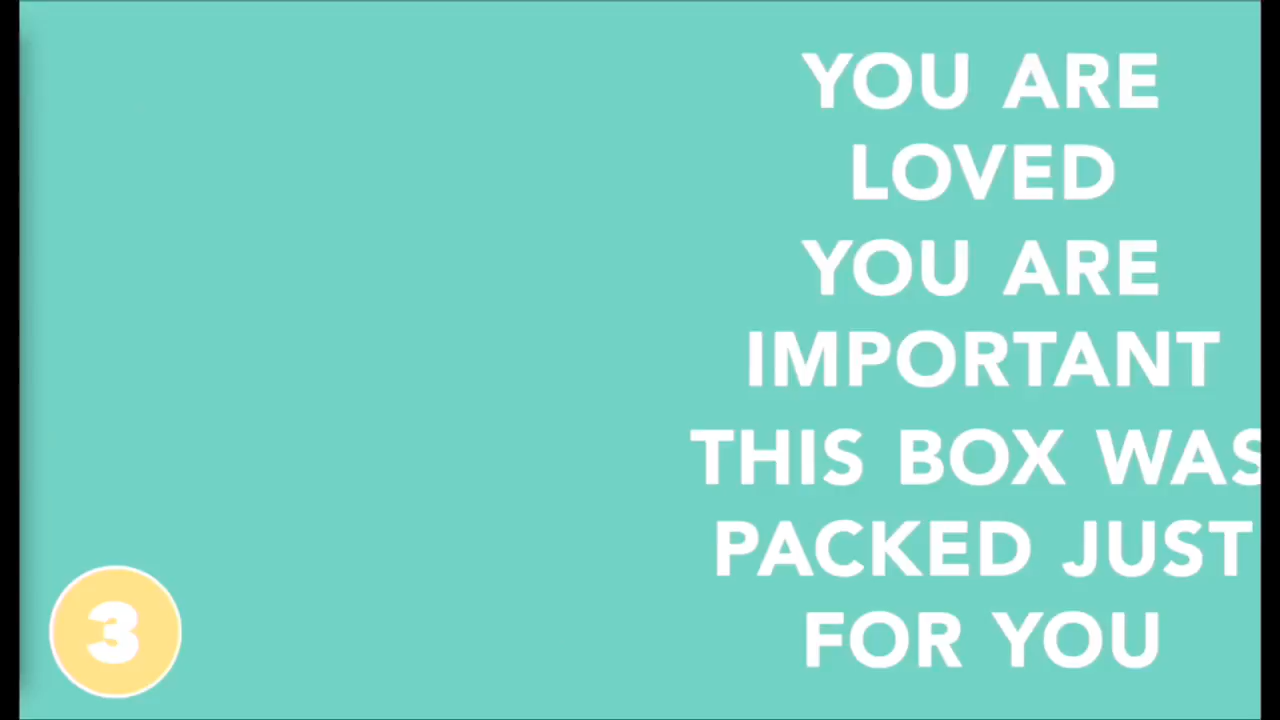 YOU ARE
LOVED
YOU ARE
IMPORTANT
THIS BOX WAS
PACKED JUST
FOR YOU
3